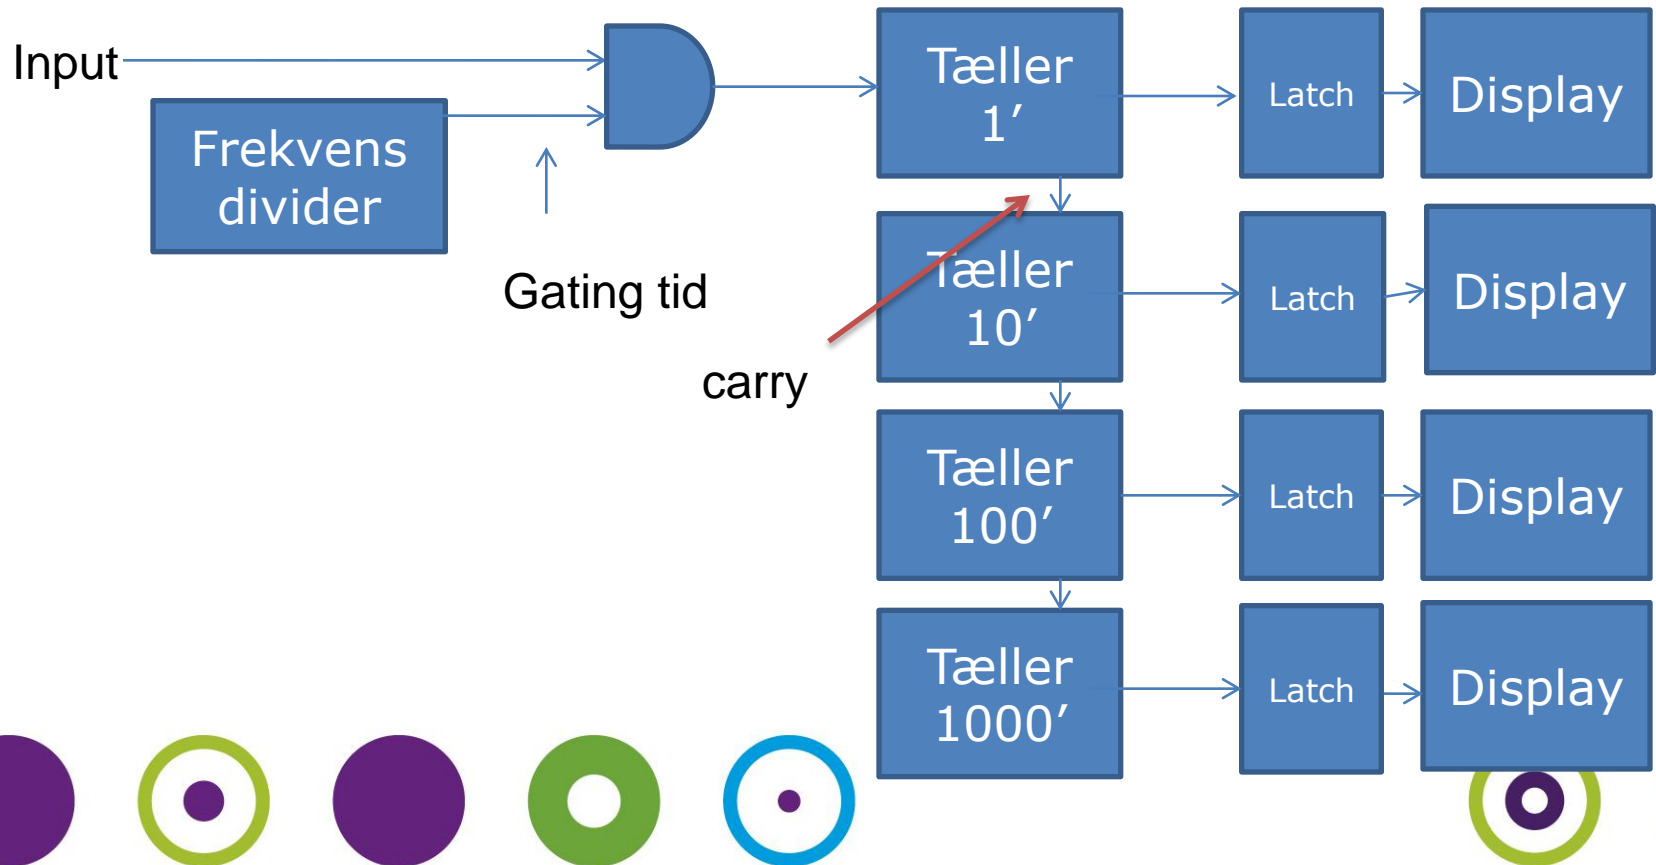 Input
Frekvens
divider
Gating tid
carry
Tæller
1′
Latch
Display
Tæller
10′
Latch
Display
Tæller
100′
Latch
Display
Tæller
1000′
Latch
Display